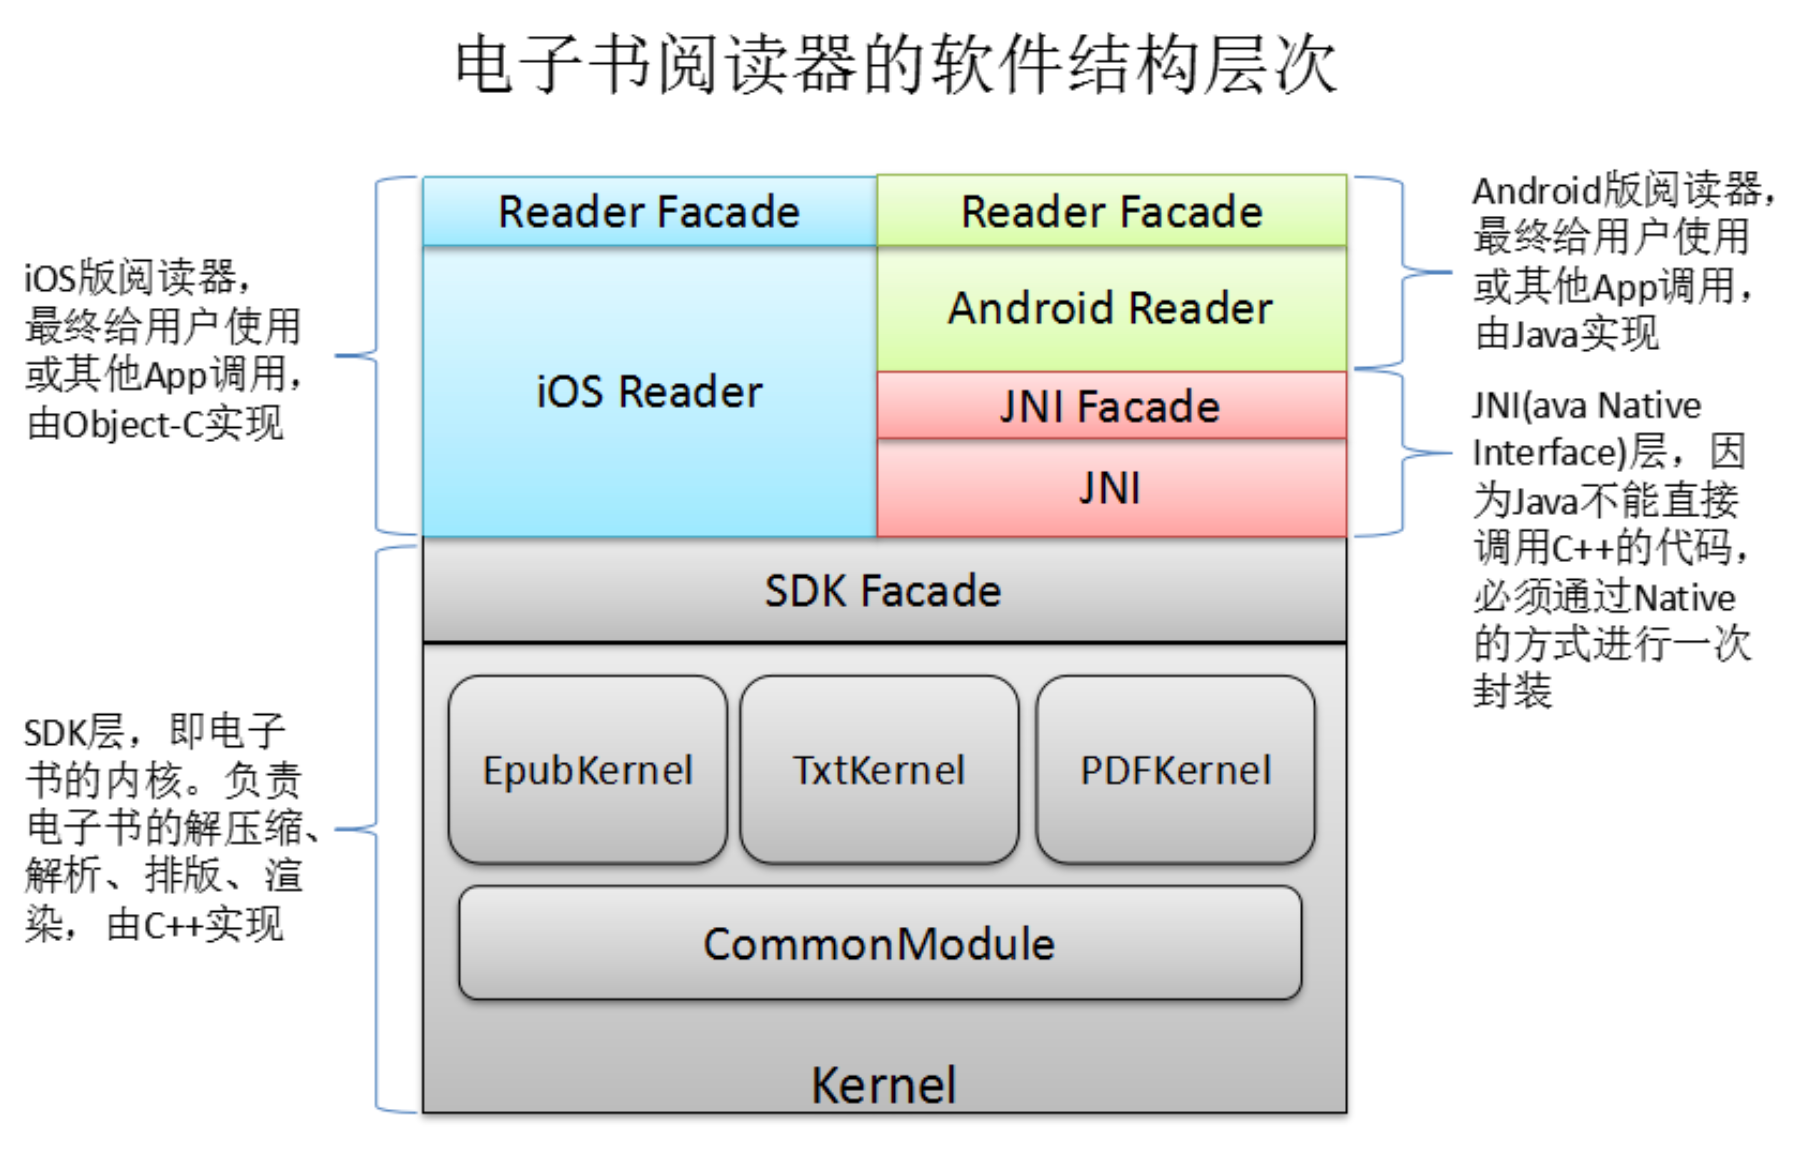 电子书阅读器的软件结构层次
iOS版阅读器，
最终给用户使用
或其他App调用，
由Object-C实现
SDK层，即电子
书的内核。负责
电子书的解压缩、
解析、排版、渲
染，由C++实现
Reader Facade
Reader Facade
iOS Reader
Android Reader
JNI Facade
JNI
SDK Facade
EpubKernel
TxtKernel
PDFKernel
CommonModule
Kernel
Android版阅读器，
最终给用户使用
或其他App调用，
由Java实现
JNI(ava Native
Interface)层，因
为Java不能直接
调用C++的代码，
必须通过Native
的方式进行一次
封装